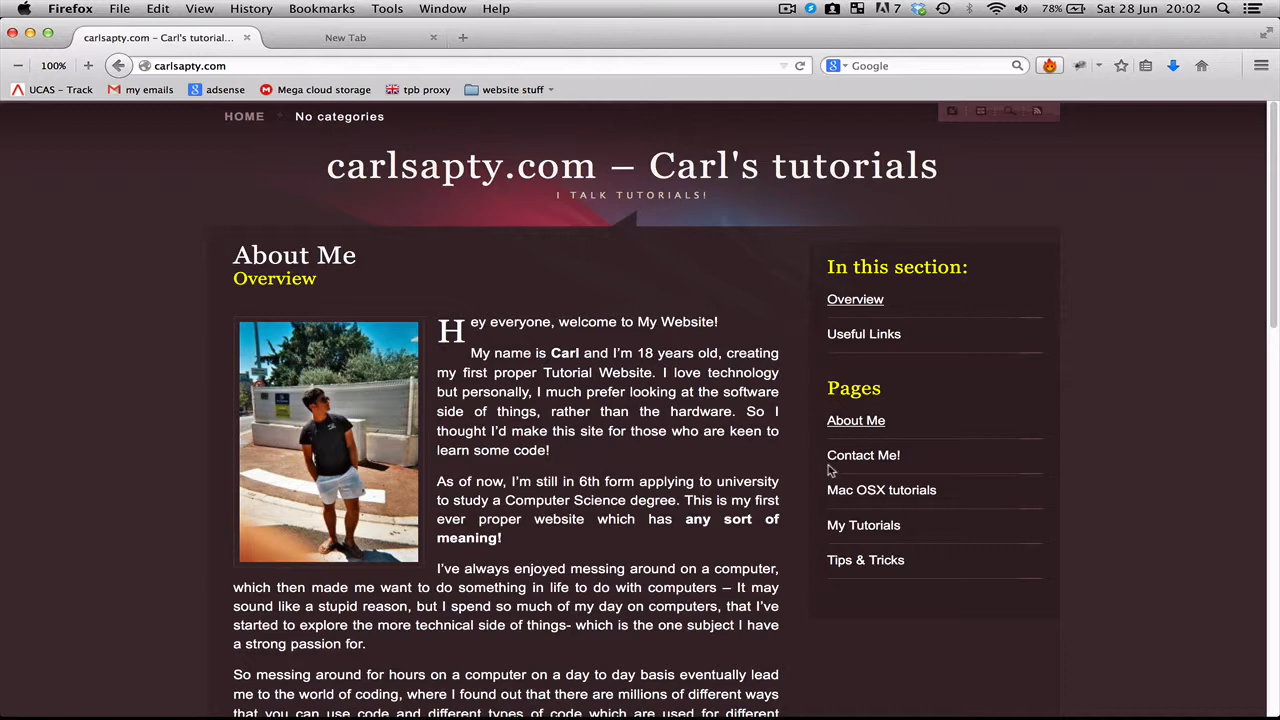 Firefox File Edit View History Bookmarks Tools Window Help 7 78% Sat 28 Jun 20:02
carlsapty.com – Carl's tutorial... New Tab
100% carlsapty.com Google
UCAS - Track my emails adsense Mega cloud storage tpb proxy website stuff
HOME No categories
carlsapty.com – Carl's tutorials
I TALK TUTORIALS!
About Me
Overview
Hey everyone, welcome to My Website!
My name is Carl and I'm 18 years old, creating
my first proper Tutorial Website. I love technology
but personally, I much prefer looking at the software
side of things, rather than the hardware. So I
thought I'd make this site for those who are keen to
learn some code!
As of now, I'm still in 6th form applying to university
to study a Computer Science degree. This is my first
ever proper website which has any sort of
meaning!
I've always enjoyed messing around on a computer,
which then made me want to do something in life to do with computers – It may
sound like a stupid reason, but I spend so much of my day on computers, that I've
started to explore the more technical side of things- which is the one subject I have
a strong passion for.
So messing around for hours on a computer on a day to day basis eventually lead
me to the world of coding, where I found out that there are millions of different ways
that you can use code and different types of code which are used for different
In this section:
Overview
Useful Links
Pages
About Me
Contact Me!
Mac OSX tutorials
My Tutorials
Tips & Tricks